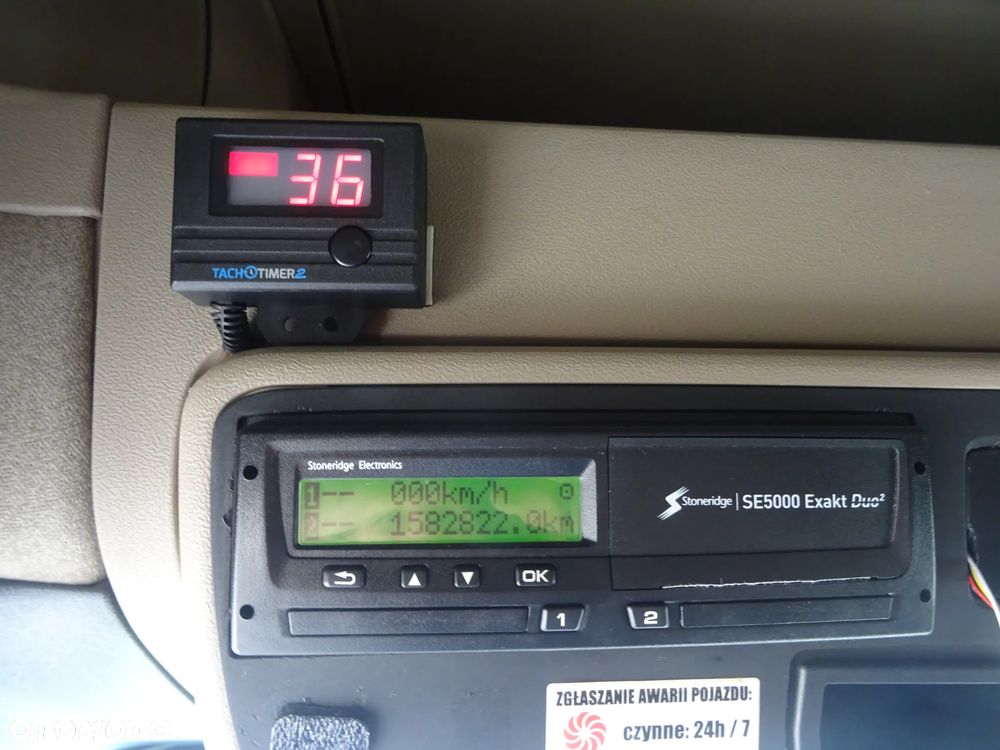 36
TACHOTIMER2
Stoneridge Electronics
1-- 000km/h
2-- 1582822.0km
Stoneridge | SE5000 Exakt Duo²
OK
1
2
ZGŁASZANIE AWARII POJAZDU:
czynne: 24h / 7
OTOMOTO